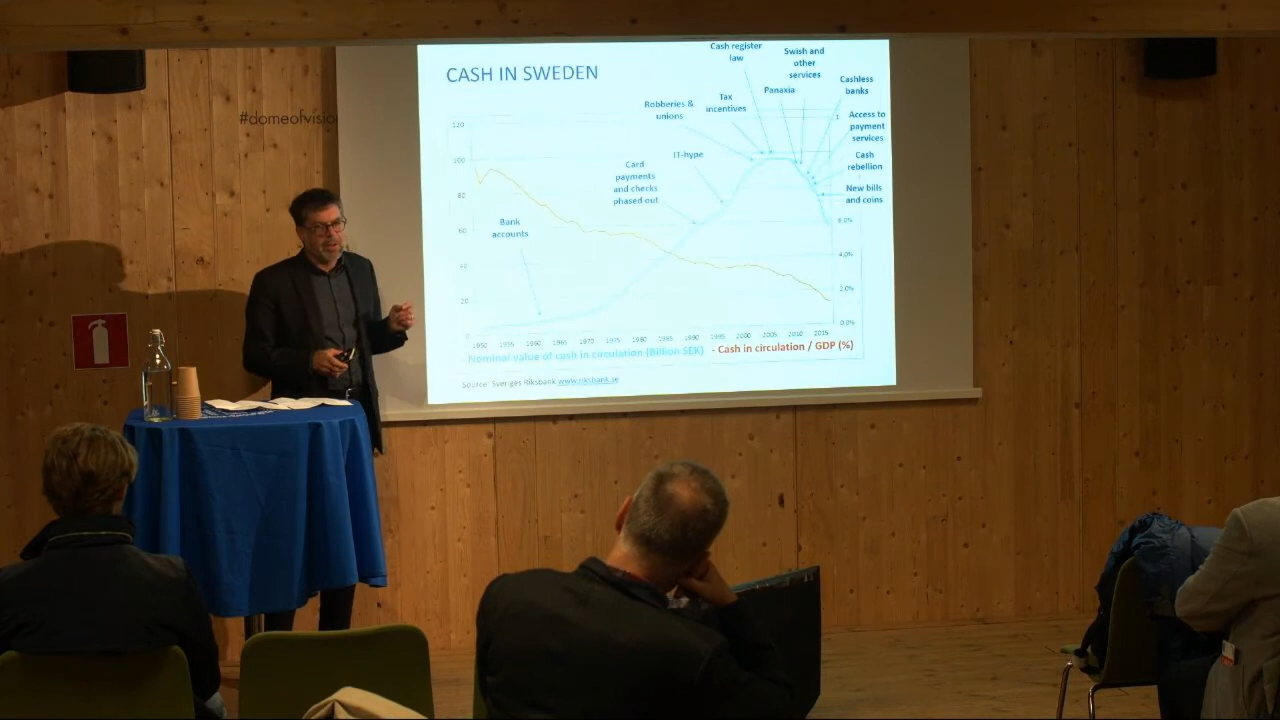 #domeofvisio
CASH IN SWEDEN
Cash register
law
Swish and
other
services
Panaxia
Cashless
banks
Robberies &
unions
Tax
incentives
Access to
payment
services
IT-hype
Cash
rebellion
Card
payments
and checks
phased out
New bills
and coins
Bank
accounts
120
100
80
60
40
20
6,0%
4,0%
2,0%
0,0%
1950 1955 1960 1965 1970 1975 1980 1985 1990 1995 2000 2005 2010 2015
- Nominal value of cash in circulation (Billion SEK) - Cash in circulation / GDP (%)
Source: Sveriges Riksbank www.riksbank.se